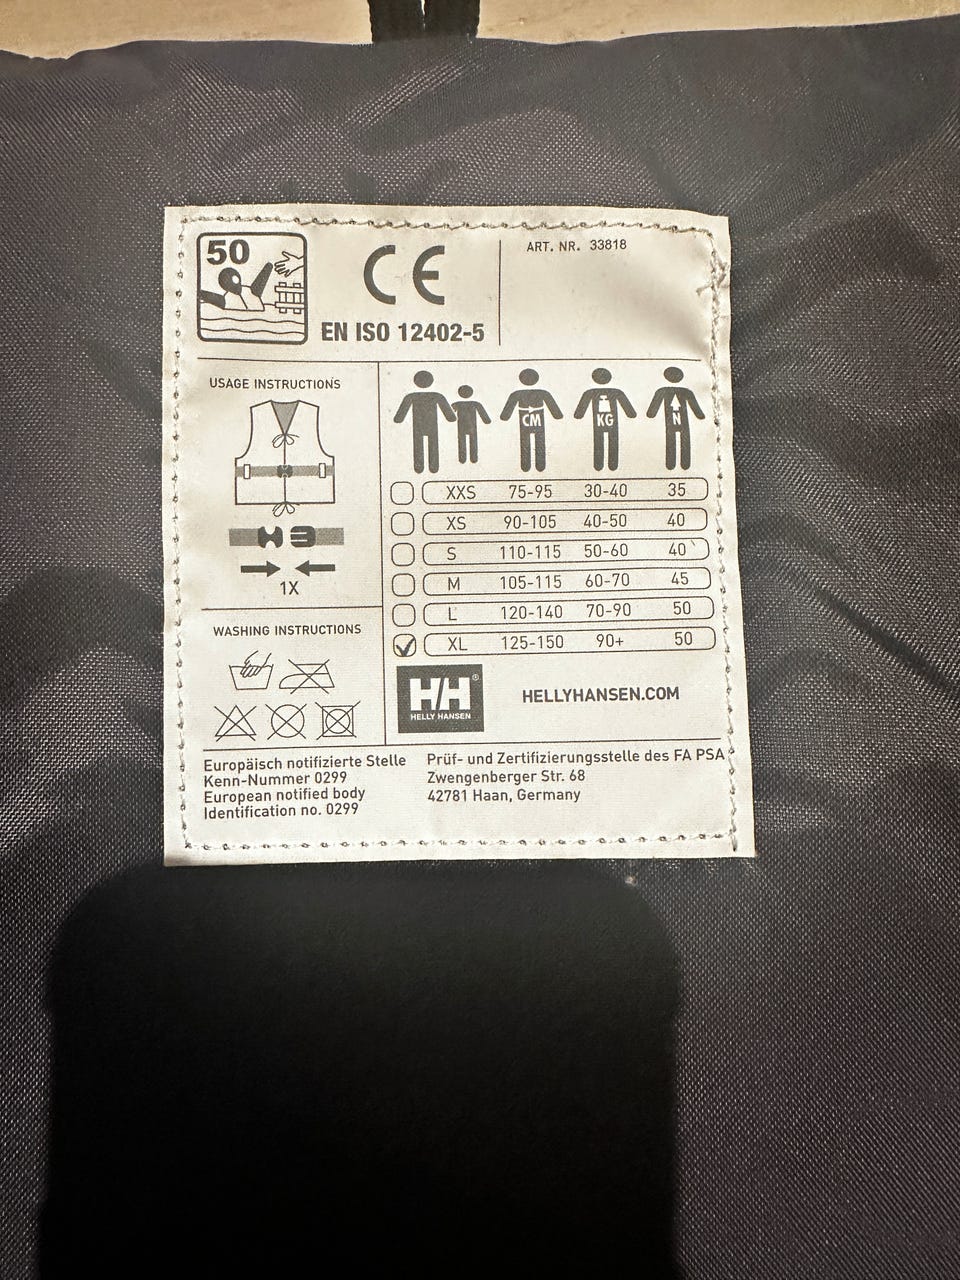 50
CE
EN ISO 12402-5
ART. NR. 33818
USAGE INSTRUCTIONS
1X
CM KG N
XXS 75-95 30-40 35
XS 90-105 40-50 40
S 110-115 50-60 40
M 105-115 60-70 45
L 120-140 70-90 50
XL 125-150 90+ 50
WASHING INSTRUCTIONS
H/H®
HELLY HANSEN
HELLYHANSEN.COM
Europäisch notifizierte Stelle
Kenn-Nummer 0299
European notified body
Identification no. 0299
Prüf- und Zertifizierungsstelle des FA PSA
Zwengenberger Str. 68
42781 Haan, Germany